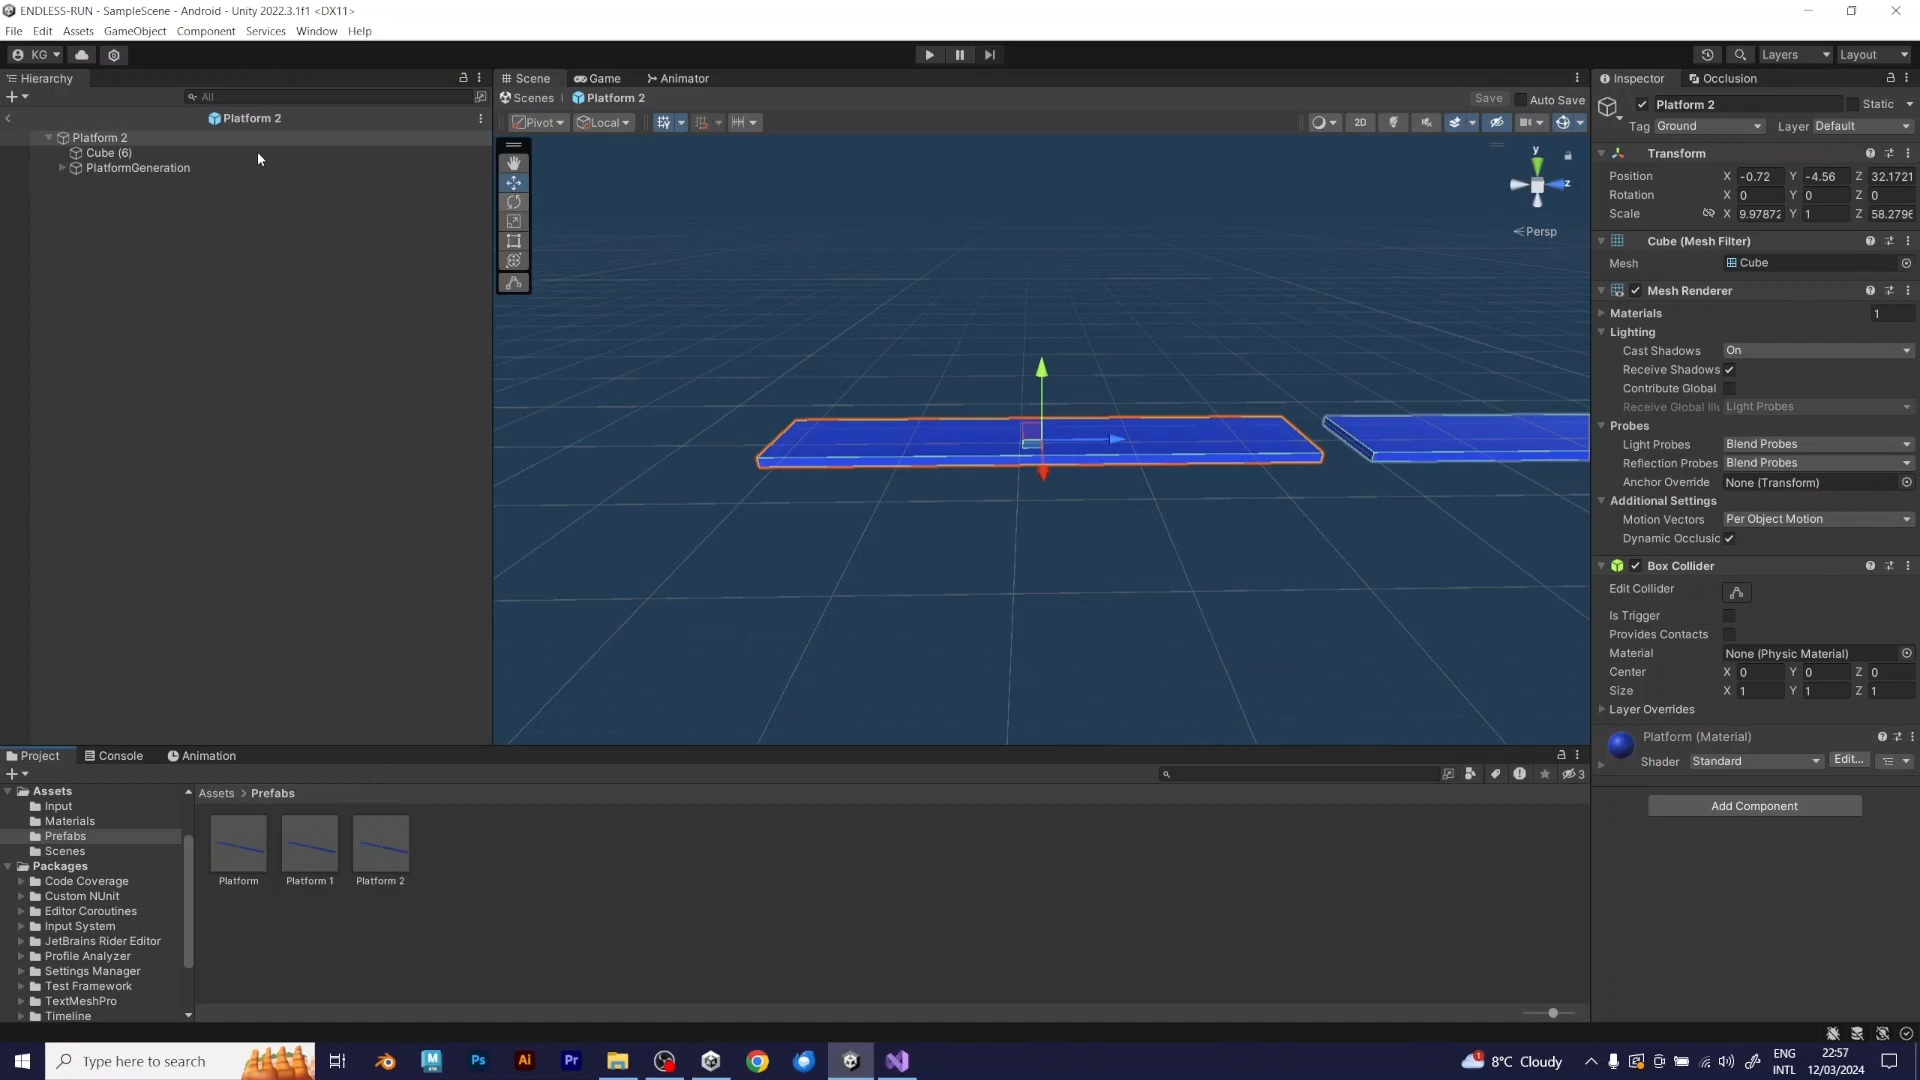 ENDLESS-RUN - SampleScene - Android - Unity 2022.3.1f1 <DX11>
File Edit Assets GameObject Component Services Window Help
KG Layers Layout
Hierarchy Scene Game Animator Inspector Occlusion
All Scenes Platform 2 Save Auto Save Platform 2 Static
Platform 2 Pivot Local 2D Tag Ground Layer Default
Platform 2
Cube (6)
PlatformGeneration
y
z
Persp
Transform
Position X -0.72 Y -4.56 Z 32.1721
Rotation X 0 Y 0 Z 0
Scale X 9.97872 Y 1 Z 58.2796
Cube (Mesh Filter)
Mesh Cube
Mesh Renderer
Materials 1
Lighting
Cast Shadows On
Receive Shadows
Contribute Global
Receive Global Illu Light Probes
Probes
Light Probes Blend Probes
Reflection Probes Blend Probes
Anchor Override None (Transform)
Additional Settings
Motion Vectors Per Object Motion
Dynamic Occlusic
Box Collider
Edit Collider
Is Trigger
Provides Contacts
Material None (Physic Material)
Center X 0 Y 0 Z 0
Size X 1 Y 1 Z 1
Layer Overrides
Platform (Material)
Shader Standard Edit...
Add Component
Project Console Animation
3
Assets
Input
Materials
Prefabs
Scenes
Packages
Code Coverage
Custom NUnit
Editor Coroutines
Input System
JetBrains Rider Editor
Profile Analyzer
Settings Manager
Test Framework
TextMeshPro
Timeline
Assets > Prefabs
Platform Platform 1 Platform 2
Type here to search
Ps Ai Pr
1
8°C Cloudy
ENG
INTL
22:57
12/03/2024